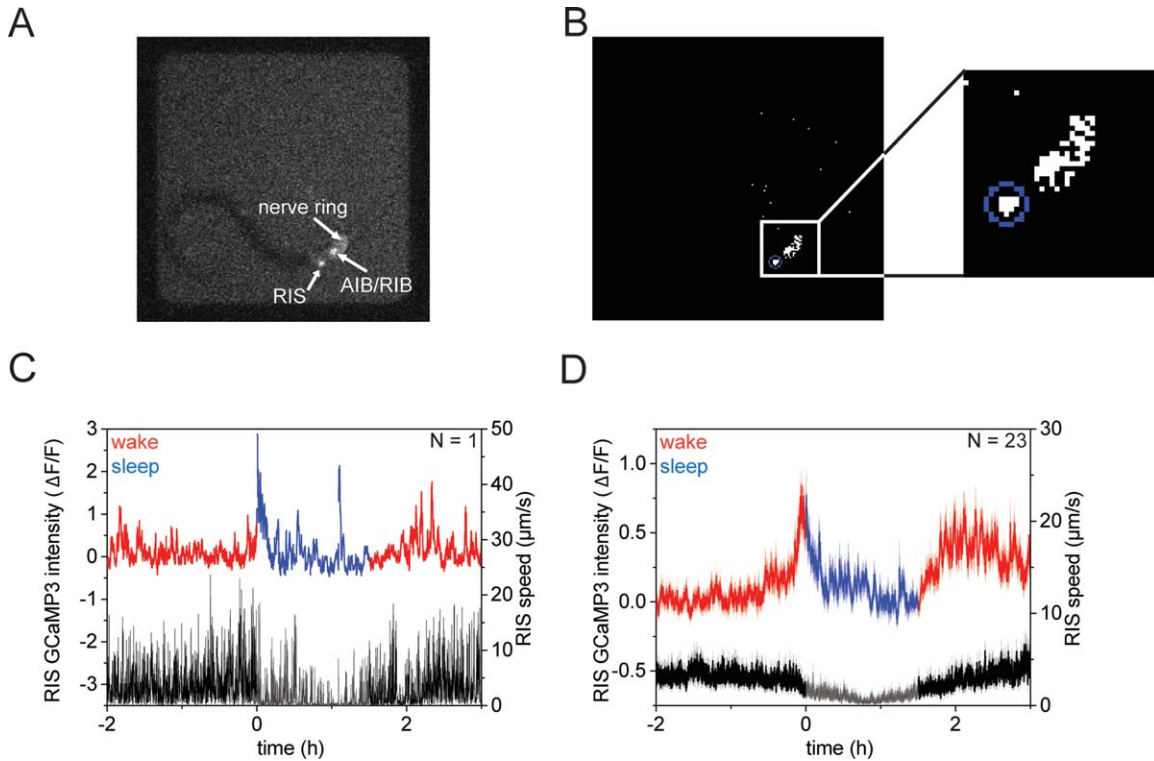 A
B
nerve ring
AIB/RIB
RIS
C
D
wake
sleep
N = 1
RIS GCaMP3 intensity (ΔF/F)
3
2
1
0
-1
-2
-3
50
40
30
20
10
0
RIS speed (µm/s)
-2
0
2
time (h)
wake
sleep
N = 23
RIS GCaMP3 intensity (ΔF/F)
1.0
0.5
0.0
-0.5
30
20
10
0
RIS speed (µm/s)
-2
0
2
time (h)